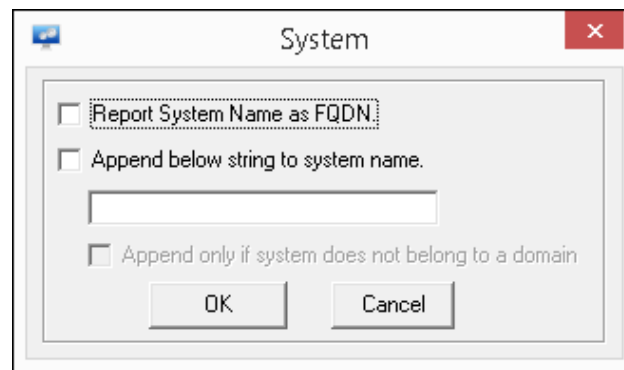 System
Report System Name as FQDN.
Append below string to system name.
Append only if system does not belong to a domain
OK Cancel